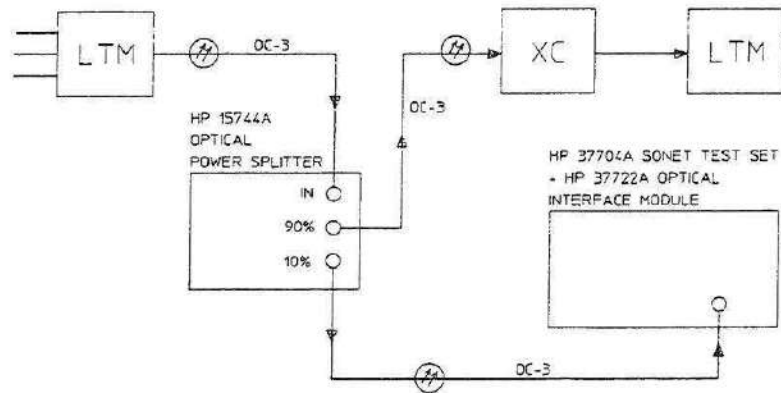 LTM
OC-3
XC
LTM
OC-3
HP 15744A
OPTICAL
POWER SPLITTER
IN
90%
10%
HP 37704A SONET TEST SET
+ HP 37722A OPTICAL
INTERFACE MODULE
OC-3